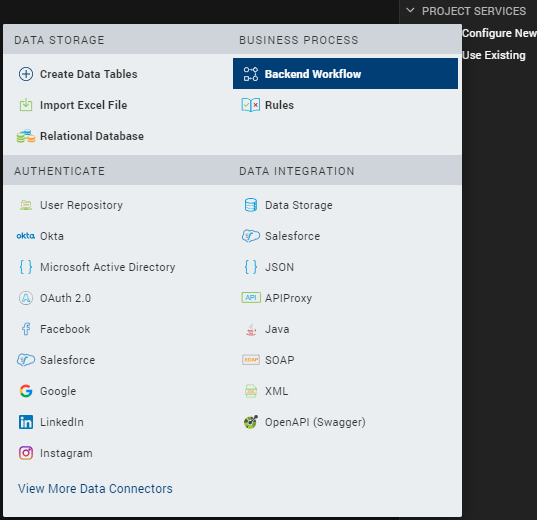 PROJECT SERVICES
Configure New
Use Existing
DATA STORAGE
Create Data Tables
Import Excel File
Relational Database
BUSINESS PROCESS
Backend Workflow
Rules
AUTHENTICATE
User Repository
okta Okta
Microsoft Active Directory
OAuth 2.0
Facebook
Salesforce
Google
LinkedIn
Instagram
DATA INTEGRATION
Data Storage
Salesforce
JSON
API APIProxy
Java
SOAP SOAP
XML
OpenAPI (Swagger)
View More Data Connectors